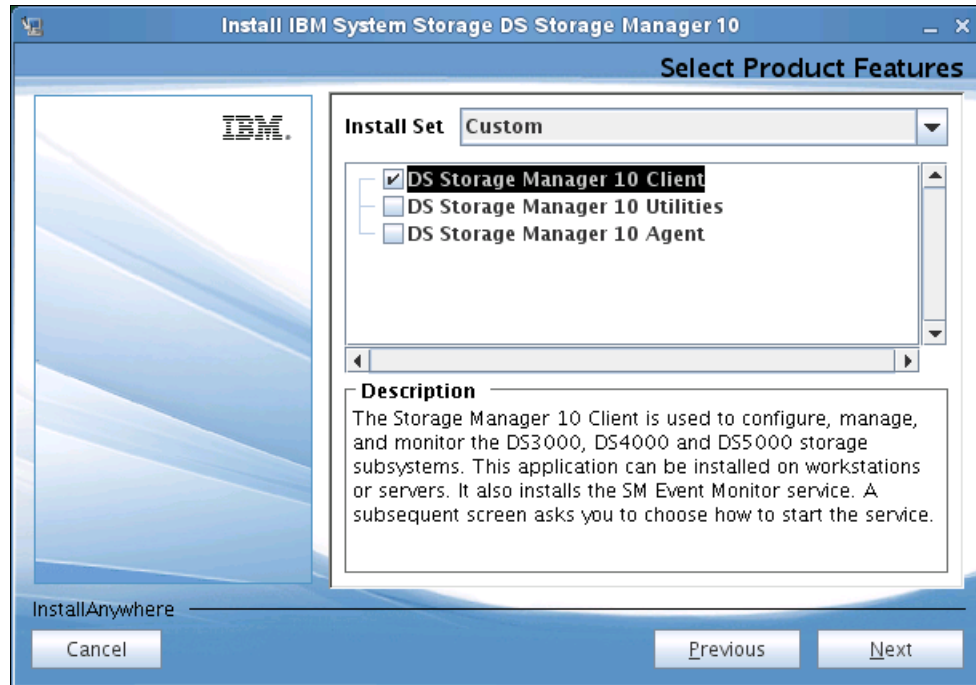 Install IBM System Storage DS Storage Manager 10
Select Product Features
IBM.
Install Set Custom
DS Storage Manager 10 Client
DS Storage Manager 10 Utilities
DS Storage Manager 10 Agent
Description
The Storage Manager 10 Client is used to configure, manage,
and monitor the DS3000, DS4000 and DS5000 storage
subsystems. This application can be installed on workstations
or servers. It also installs the SM Event Monitor service. A
subsequent screen asks you to choose how to start the service.
InstallAnywhere
Cancel Previous Next